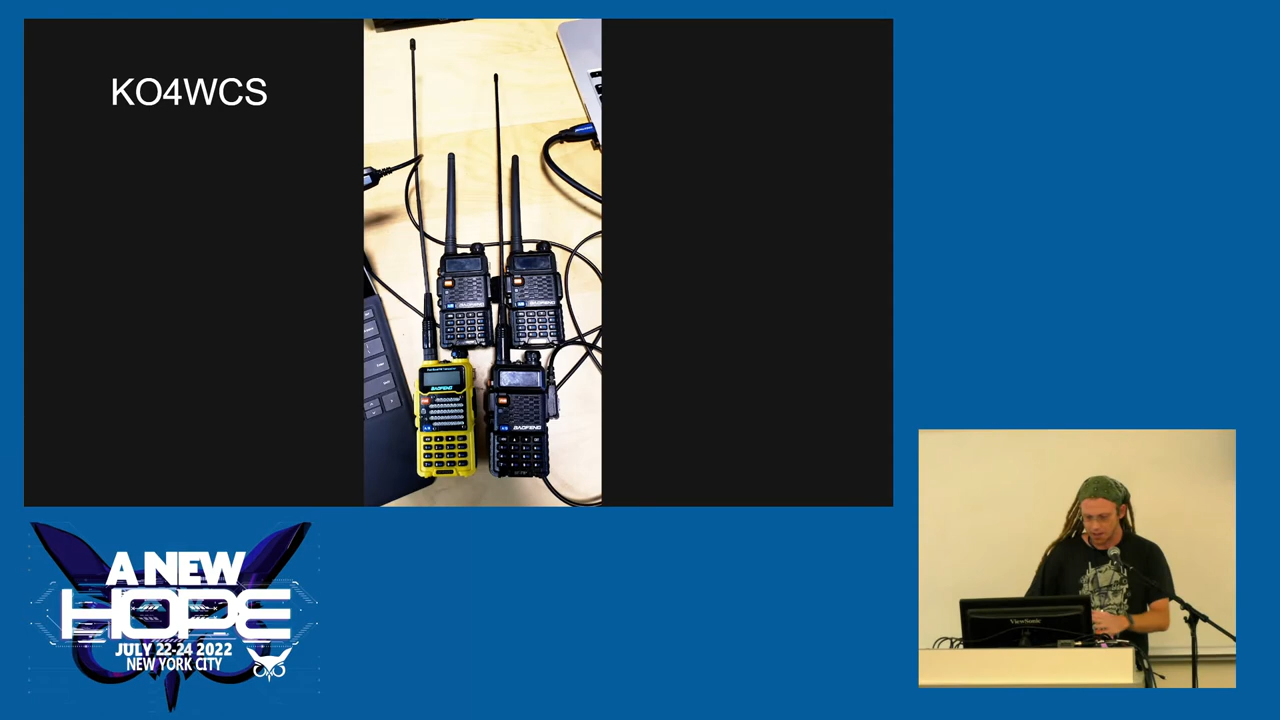 KO4WCS
BAOFENG
BAOFENG
BAOFENG
BAOFENG
A NEW
HOPE
JULY 22-24 2022
NEW YORK CITY
ViewSonic